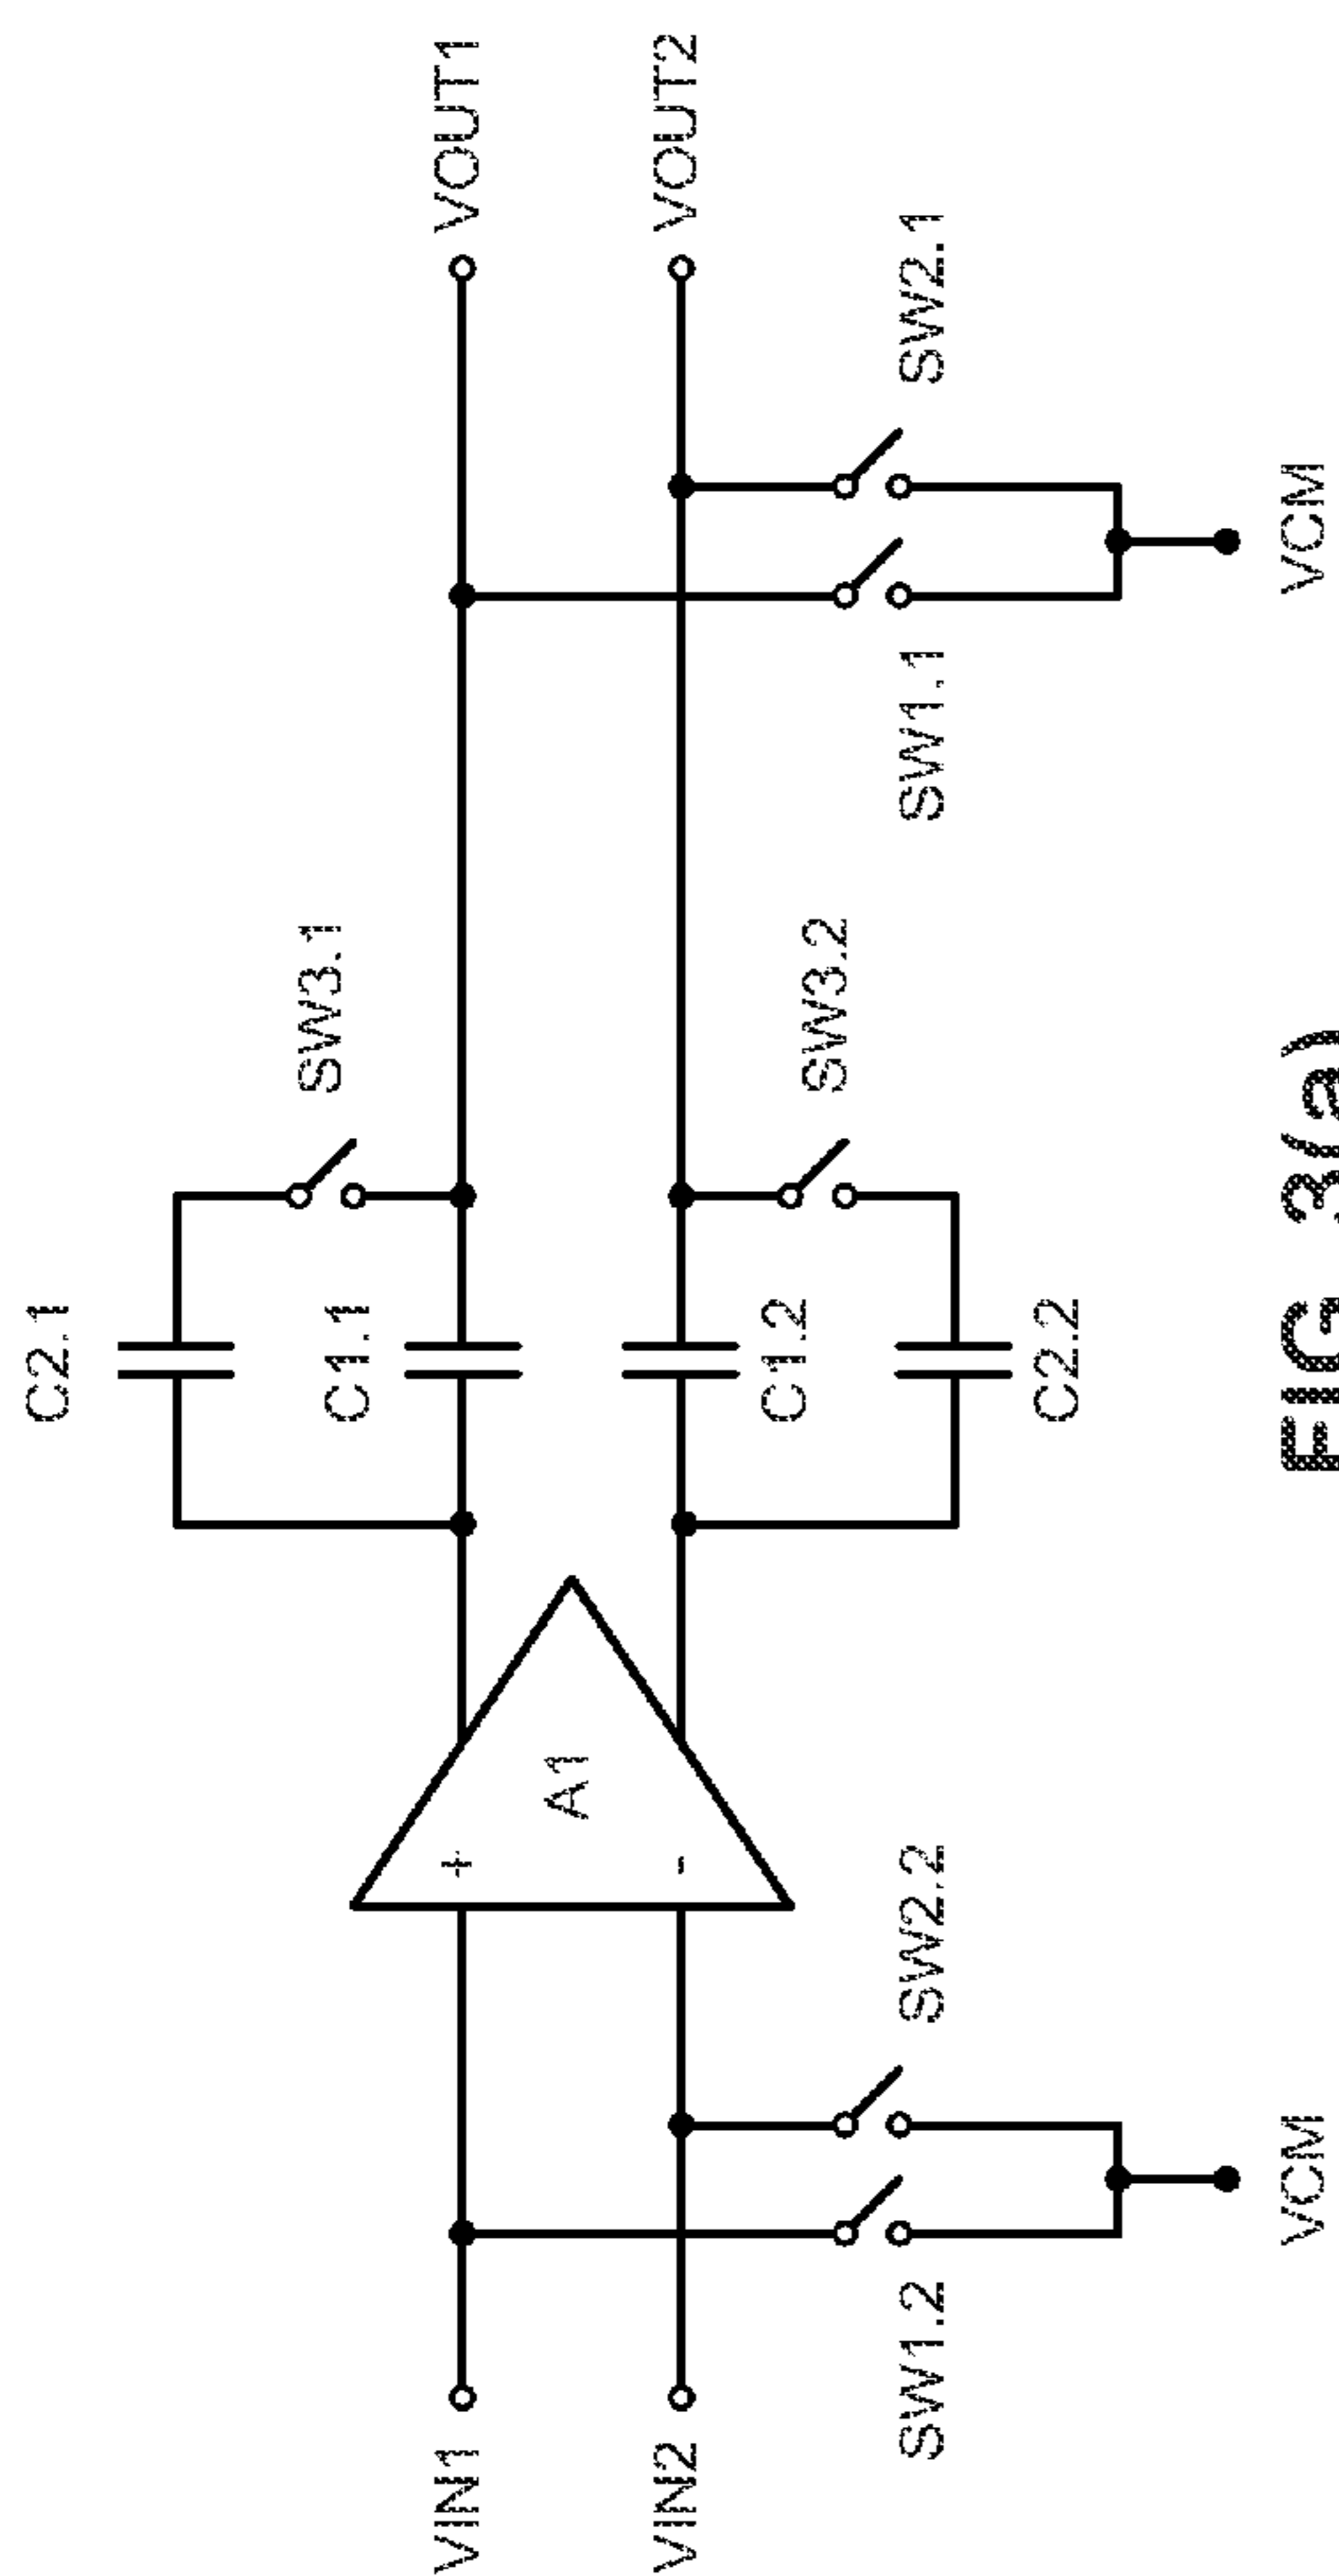 C2.1
SW3.1
C1.1
VIN1
+
VOUT1
A1
VIN2
-
VOUT2
C1.2
SW3.2
SW1.2
SW2.2
SW1.1
SW2.1
C2.2
VCM
VCM
FIG 3(a)